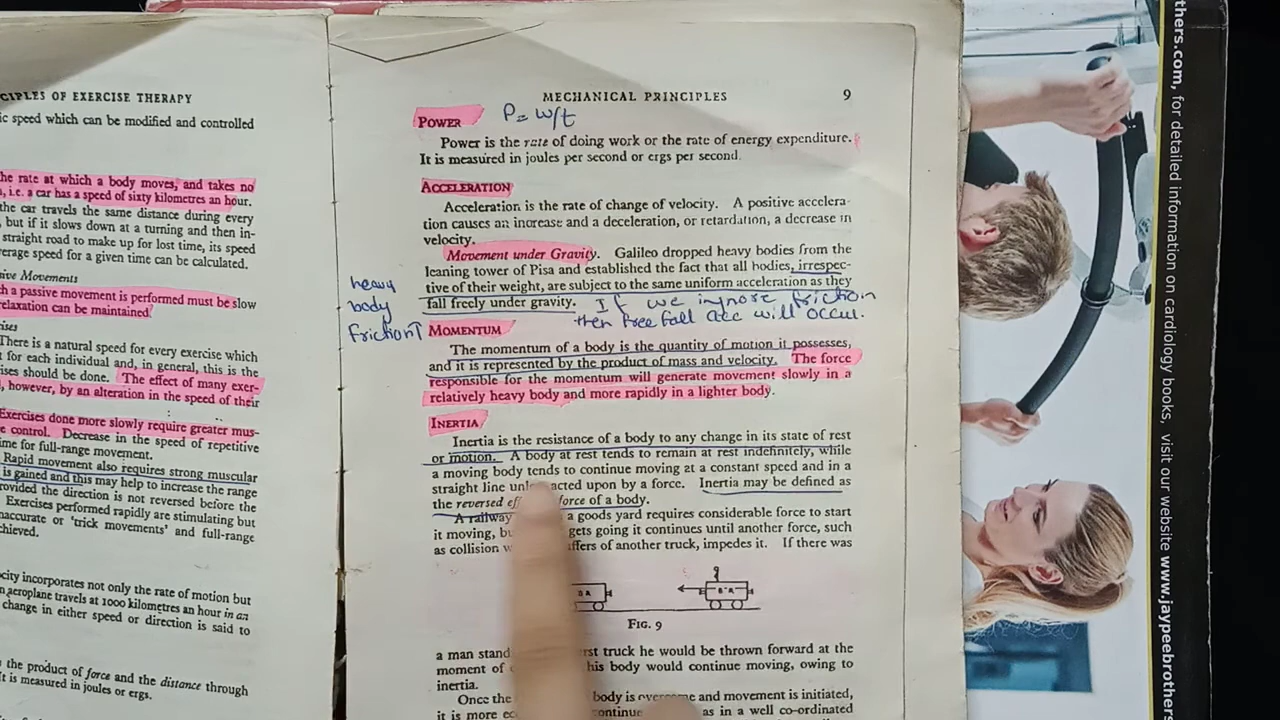 CIPLES OF EXERCISE THERAPY
ic speed which can be modified and controlled
he rate at which a body moves, and takes no
, i.e. a car has a speed of sixty kilometres an hour.
the car travels the same distance during every
, but if it slows down at a turning and then in-
straight road to make up for lost time, its speed
erage speed for a given time can be calculated.
ive Movements
ch a passive movement is performed must be slow
elaxation can be maintained.
ises
There is a natural speed for every exercise which
for each individual and, in general, this is the
ises should be done. The effect of many exer-
, however, by an alteration in the speed of their
Exercises done more slowly require greater mus-
e control. Decrease in the speed of repetitive
ime for full-range movement.
Rapid movement also requires strong muscular
is gained and this may help to increase the range
rovided the direction is not reversed before the
Exercises performed rapidly are stimulating but
naccurate or 'trick movements' and full-range
chieved.
ocity incorporates not only the rate of motion but
n aeroplane travels at 1000 kilometres an hour in an
change in either speed or direction is said to
the product of force and the distance through
It is measured in joules or ergs.
MECHANICAL PRINCIPLES 9
POWER P= w/t
Power is the rate of doing work or the rate of energy expenditure.
It is measured in joules per second or ergs per second.
ACCELERATION
Acceleration is the rate of change of velocity. A positive accelera-
tion causes an increase and a deceleration, or retardation, a decrease in
velocity.
Movement under Gravity. Galileo dropped heavy bodies from the
leaning tower of Pisa and established the fact that all bodies, irrespec-
tive of their weight, are subject to the same uniform acceleration as they
fall freely under gravity. If we ignore friction
then free fall acc will occur.
heavy
body
friction↑
MOMENTUM
The momentum of a body is the quantity of motion it possesses,
and it is represented by the product of mass and velocity. The force
responsible for the momentum will generate movement slowly in a
relatively heavy body and more rapidly in a lighter body.
INERTIA
Inertia is the resistance of a body to any change in its state of rest
or motion. A body at rest tends to remain at rest indefinitely, while
a moving body tends to continue moving at a constant speed and in a
straight line acted upon by a force. Inertia may be defined as
the reversed force of a body.
A railway a goods yard requires considerable force to start
it moving, gets going it continues until another force, such
as collision of another truck, impedes it. If there was
FIG. 9
a man truck he would be thrown forward at the
moment of his body would continue moving, owing to
inertia.
Once the body is overcome and movement is initiated,
it is more as in a well co-ordinated
thers.com, for detailed information on cardiology books, visit our website www.jaypeebrothers